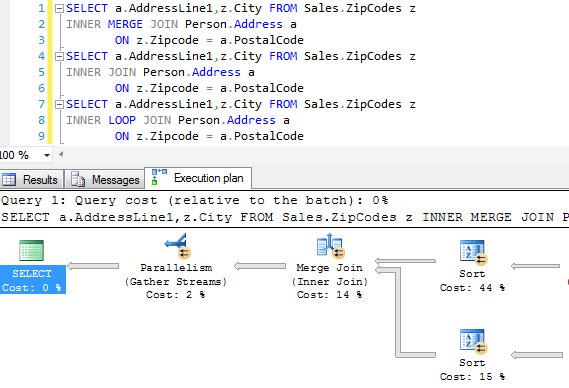 1 SELECT a.AddressLine1,z.City FROM Sales.ZipCodes z
2 INNER MERGE JOIN Person.Address a
3 ON z.Zipcode = a.PostalCode
4 SELECT a.AddressLine1,z.City FROM Sales.ZipCodes z
5 INNER JOIN Person.Address a
6 ON z.Zipcode = a.PostalCode
7 SELECT a.AddressLine1,z.City FROM Sales.ZipCodes z
8 INNER LOOP JOIN Person.Address a
9 ON z.Zipcode = a.PostalCode
100 %
Results Messages Execution plan
Query 1: Query cost (relative to the batch): 0%
SELECT a.AddressLine1,z.City FROM Sales.ZipCodes z INNER MERGE JOIN P
SELECT
Cost: 0 %
Parallelism
(Gather Streams)
Cost: 2 %
Merge Join
(Inner Join)
Cost: 14 %
Sort
Cost: 44 %
Sort
Cost: 15 %